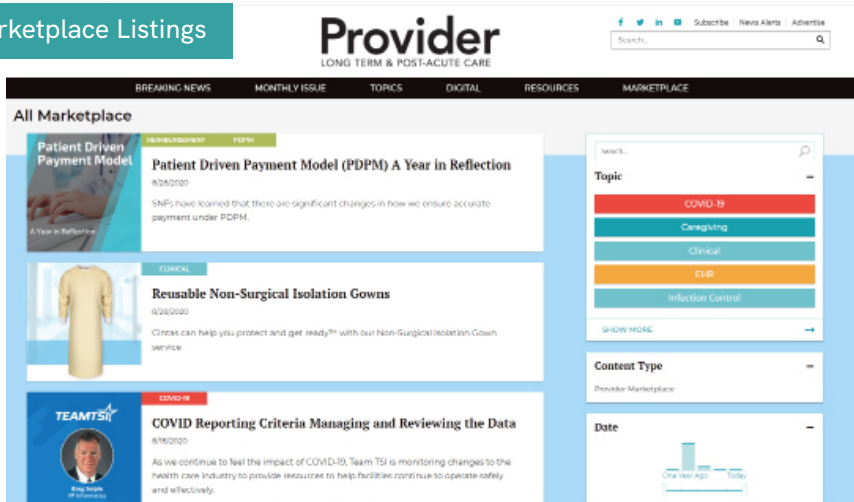 rketplace Listings
Provider
LONG TERM & POST-ACUTE CARE
Subscribe News Alerts Advertise
Search...
BREAKING NEWS MONTHLY ISSUE TOPICS DIGITAL RESOURCES MARKETPLACE
All Marketplace
Patient Driven
Payment Model
A Year in Reflection
REIMBURSEMENT PDPM
Patient Driven Payment Model (PDPM) A Year in Reflection
8/28/2020
SNFs have learned that there are significant changes in how we ensure accurate
payment under PDPM.
CLINICAL
Reusable Non-Surgical Isolation Gowns
8/28/2020
Cintas can help you protect and get ready™ with our Non-Surgical Isolation Gown
service
TEAMTSI
Greg Seiple
VP Informatics
COVID-19
COVID Reporting Criteria Managing and Reviewing the Data
8/18/2020
As we continue to feel the impact of COVID-19, Team TSI is monitoring changes to the
health care industry to provide resources to help facilities continue to operate safely
and effectively.
Search...
Topic
COVID-19
Caregiving
Clinical
EHR
Infection Control
SHOW MORE
Content Type
Provider Marketplace
Date
One Year Ago Today